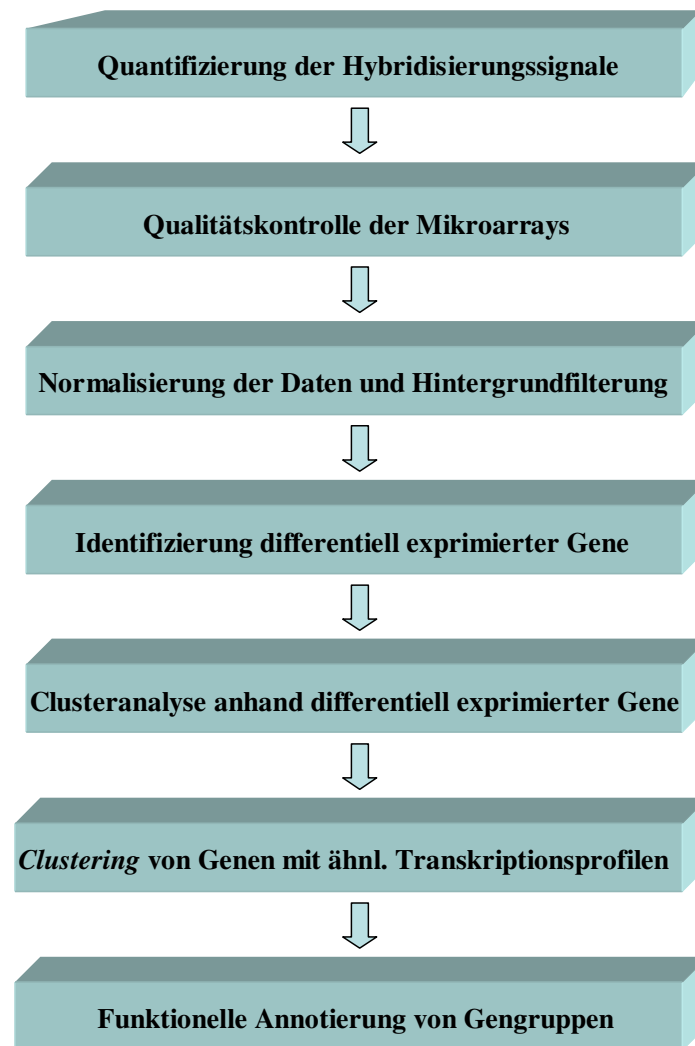 Quantifizierung der Hybridisierungssignale
Qualitätskontrolle der Mikroarrays
Normalisierung der Daten und Hintergrundfilterung
Identifizierung differentiell exprimierter Gene
Clusteranalyse anhand differentiell exprimierter Gene
Clustering von Genen mit ähnl. Transkriptionsprofilen
Funktionelle Annotierung von Gengruppen